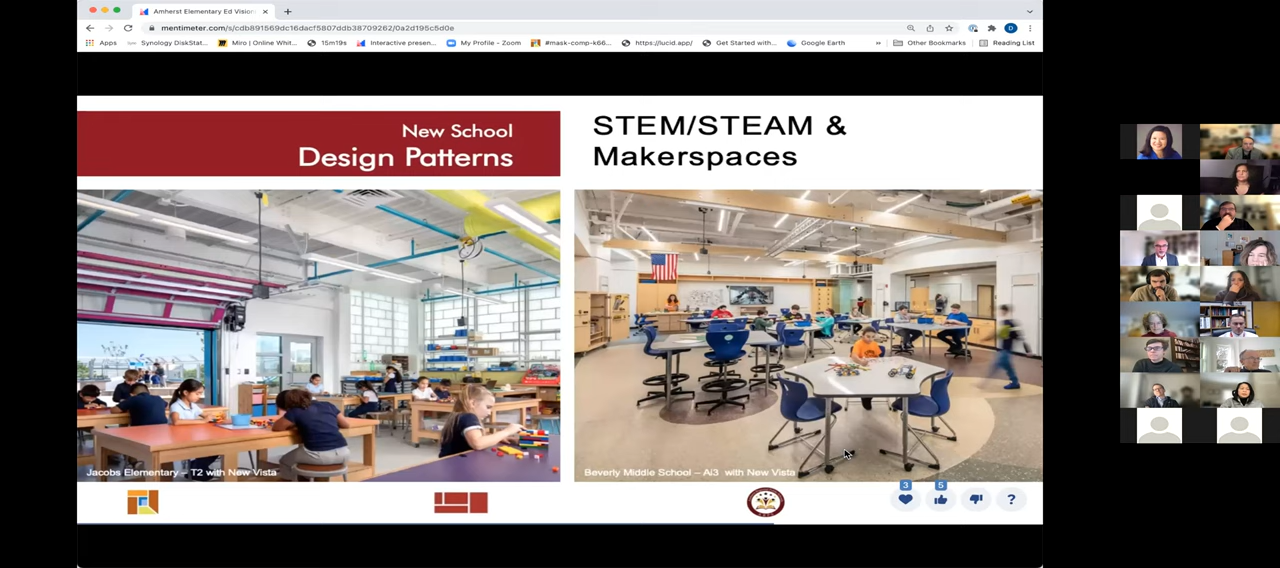 Amherst Elementary Ed Vision
mentimeter.com/s/cdb891569dc16dacf5807ddb38709262/0a2d195c5d0e
D
Apps
Synology DiskStat...
Miro | Online Whit...
15m19s
Interactive presen...
My Profile - Zoom
#mask-comp-k66...
https://lucid.app/
Get Started with...
Google Earth
»
Other Bookmarks
Reading List
New School
Design Patterns
STEM/STEAM &
Makerspaces
Jacobs Elementary – T2 with New Vista
Beverly Middle School – Ai3 with New Vista
3
5
?